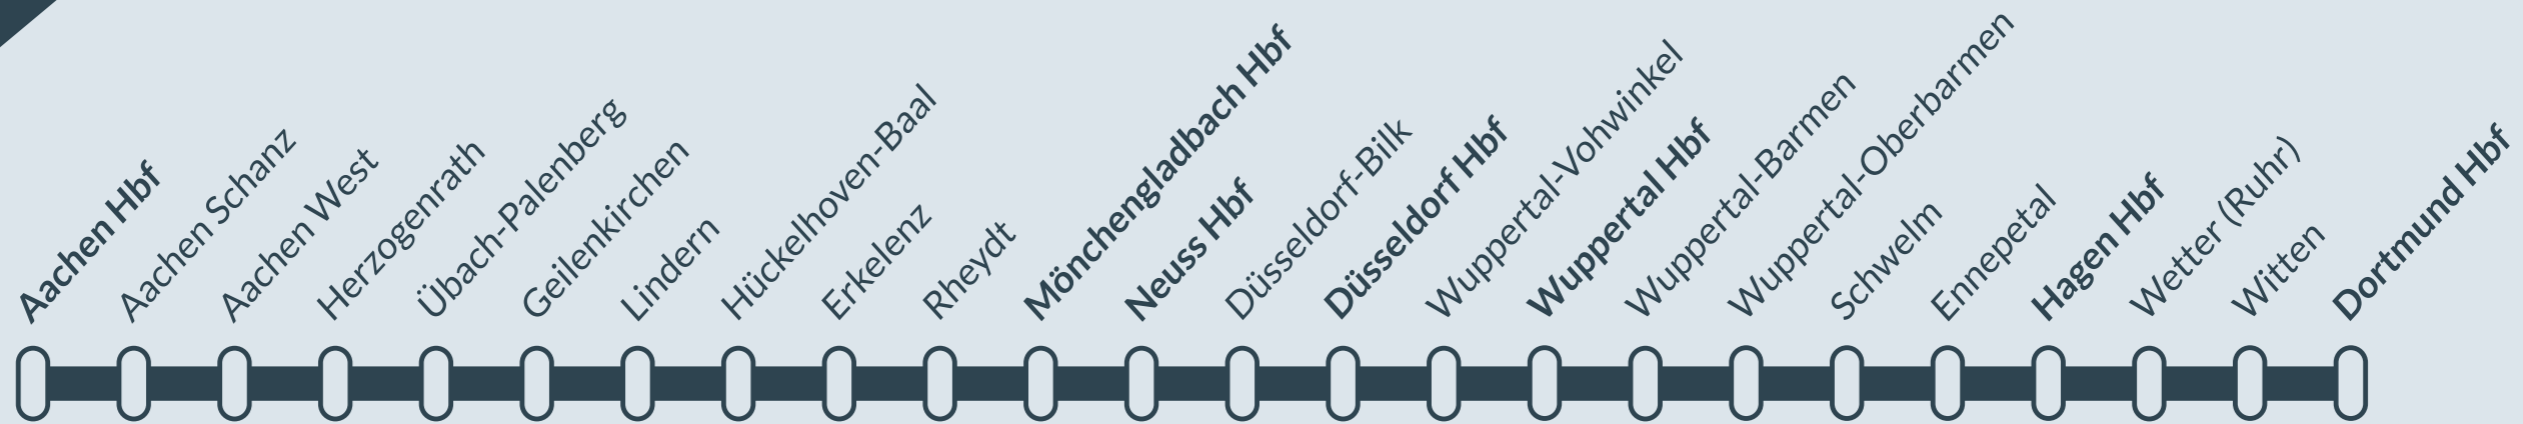 Aachen Hbf
Aachen Schanz
Aachen West
Herzogenrath
Übach-Palenberg
Geilenkirchen
Lindern
Hückelhoven-Baal
Erkelenz
Rheydt
Mönchengladbach Hbf
Neuss Hbf
Düsseldorf-Bilk
Düsseldorf Hbf
Wuppertal-Vohwinkel
Wuppertal Hbf
Wuppertal-Barmen
Wuppertal-Oberbarmen
Schwelm
Ennepetal
Hagen Hbf
Wetter (Ruhr)
Witten
Dortmund Hbf